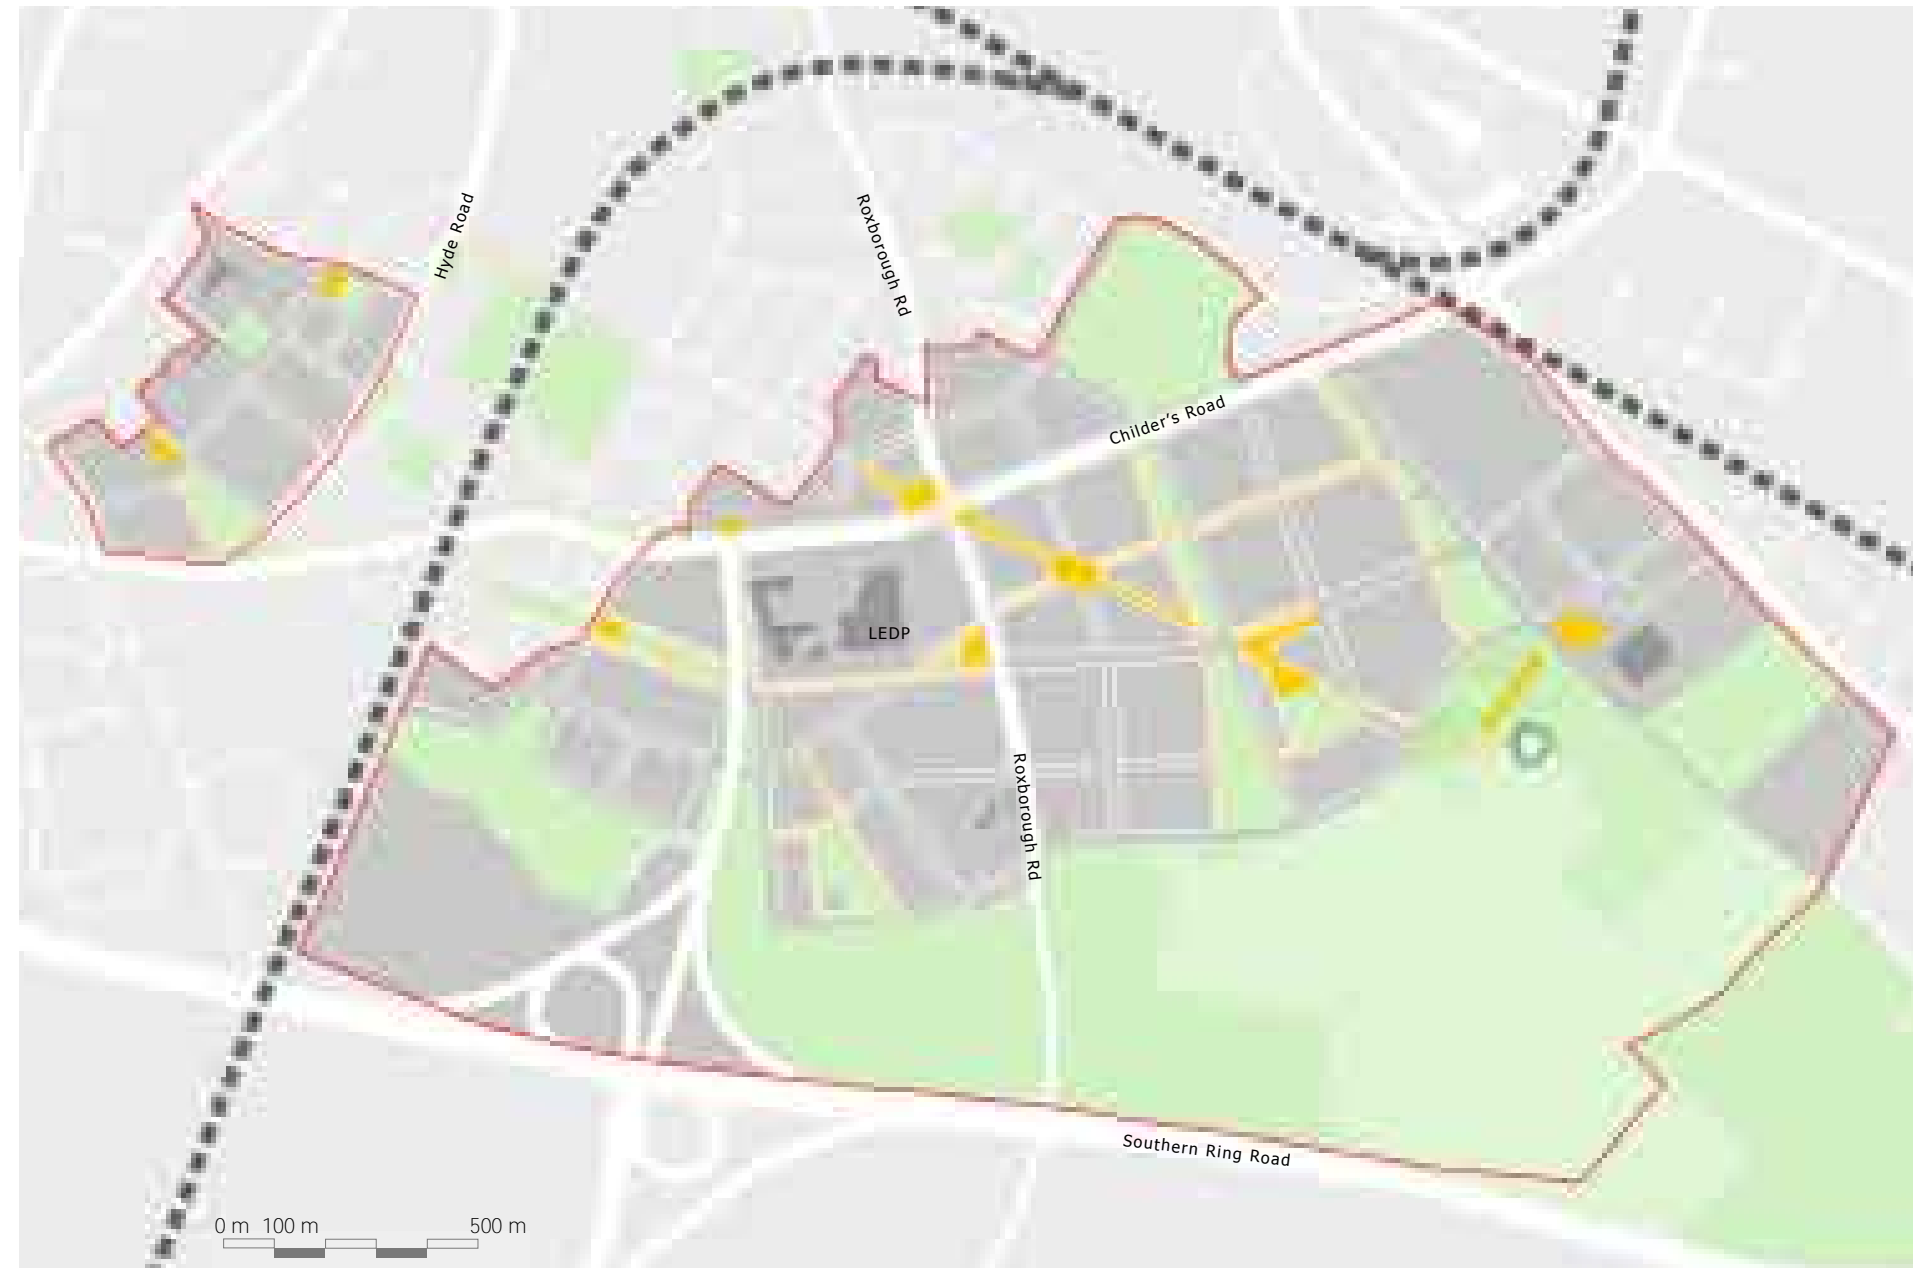 Hyde Road
Roxborough Rd
Childer's Road
LEDP
Roxborough Rd
Southern Ring Road
0 m 100 m 500 m